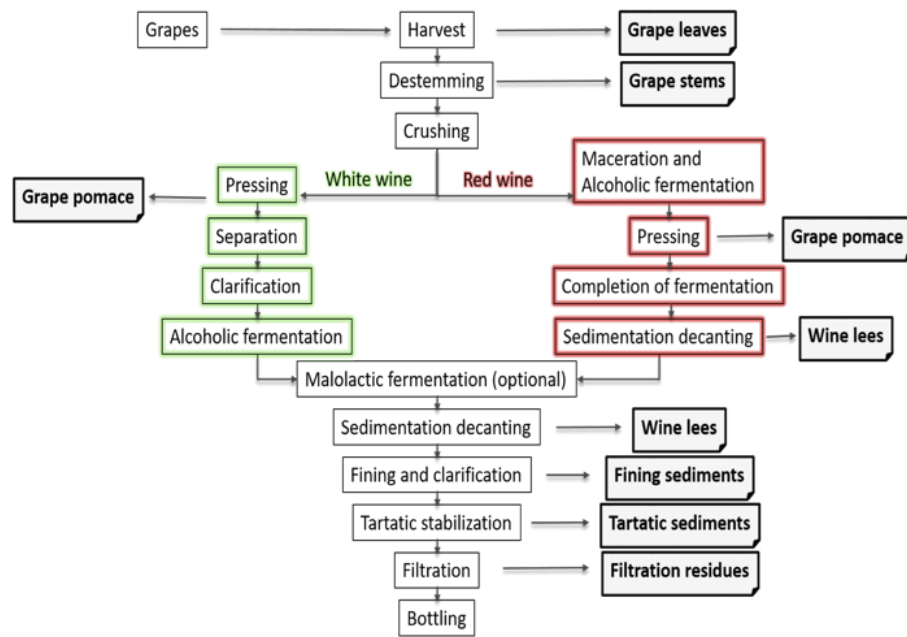 Grapes
Harvest
Grape leaves
Destemming
Grape stems
Crushing
Maceration and
Alcoholic fermentation
White wine
Red wine
Pressing
Grape pomace
Separation
Pressing
Grape pomace
Clarification
Completion of fermentation
Alcoholic fermentation
Sedimentation decanting
Wine lees
Malolactic fermentation (optional)
Sedimentation decanting
Wine lees
Fining and clarification
Fining sediments
Tartatic stabilization
Tartatic sediments
Filtration
Filtration residues
Bottling